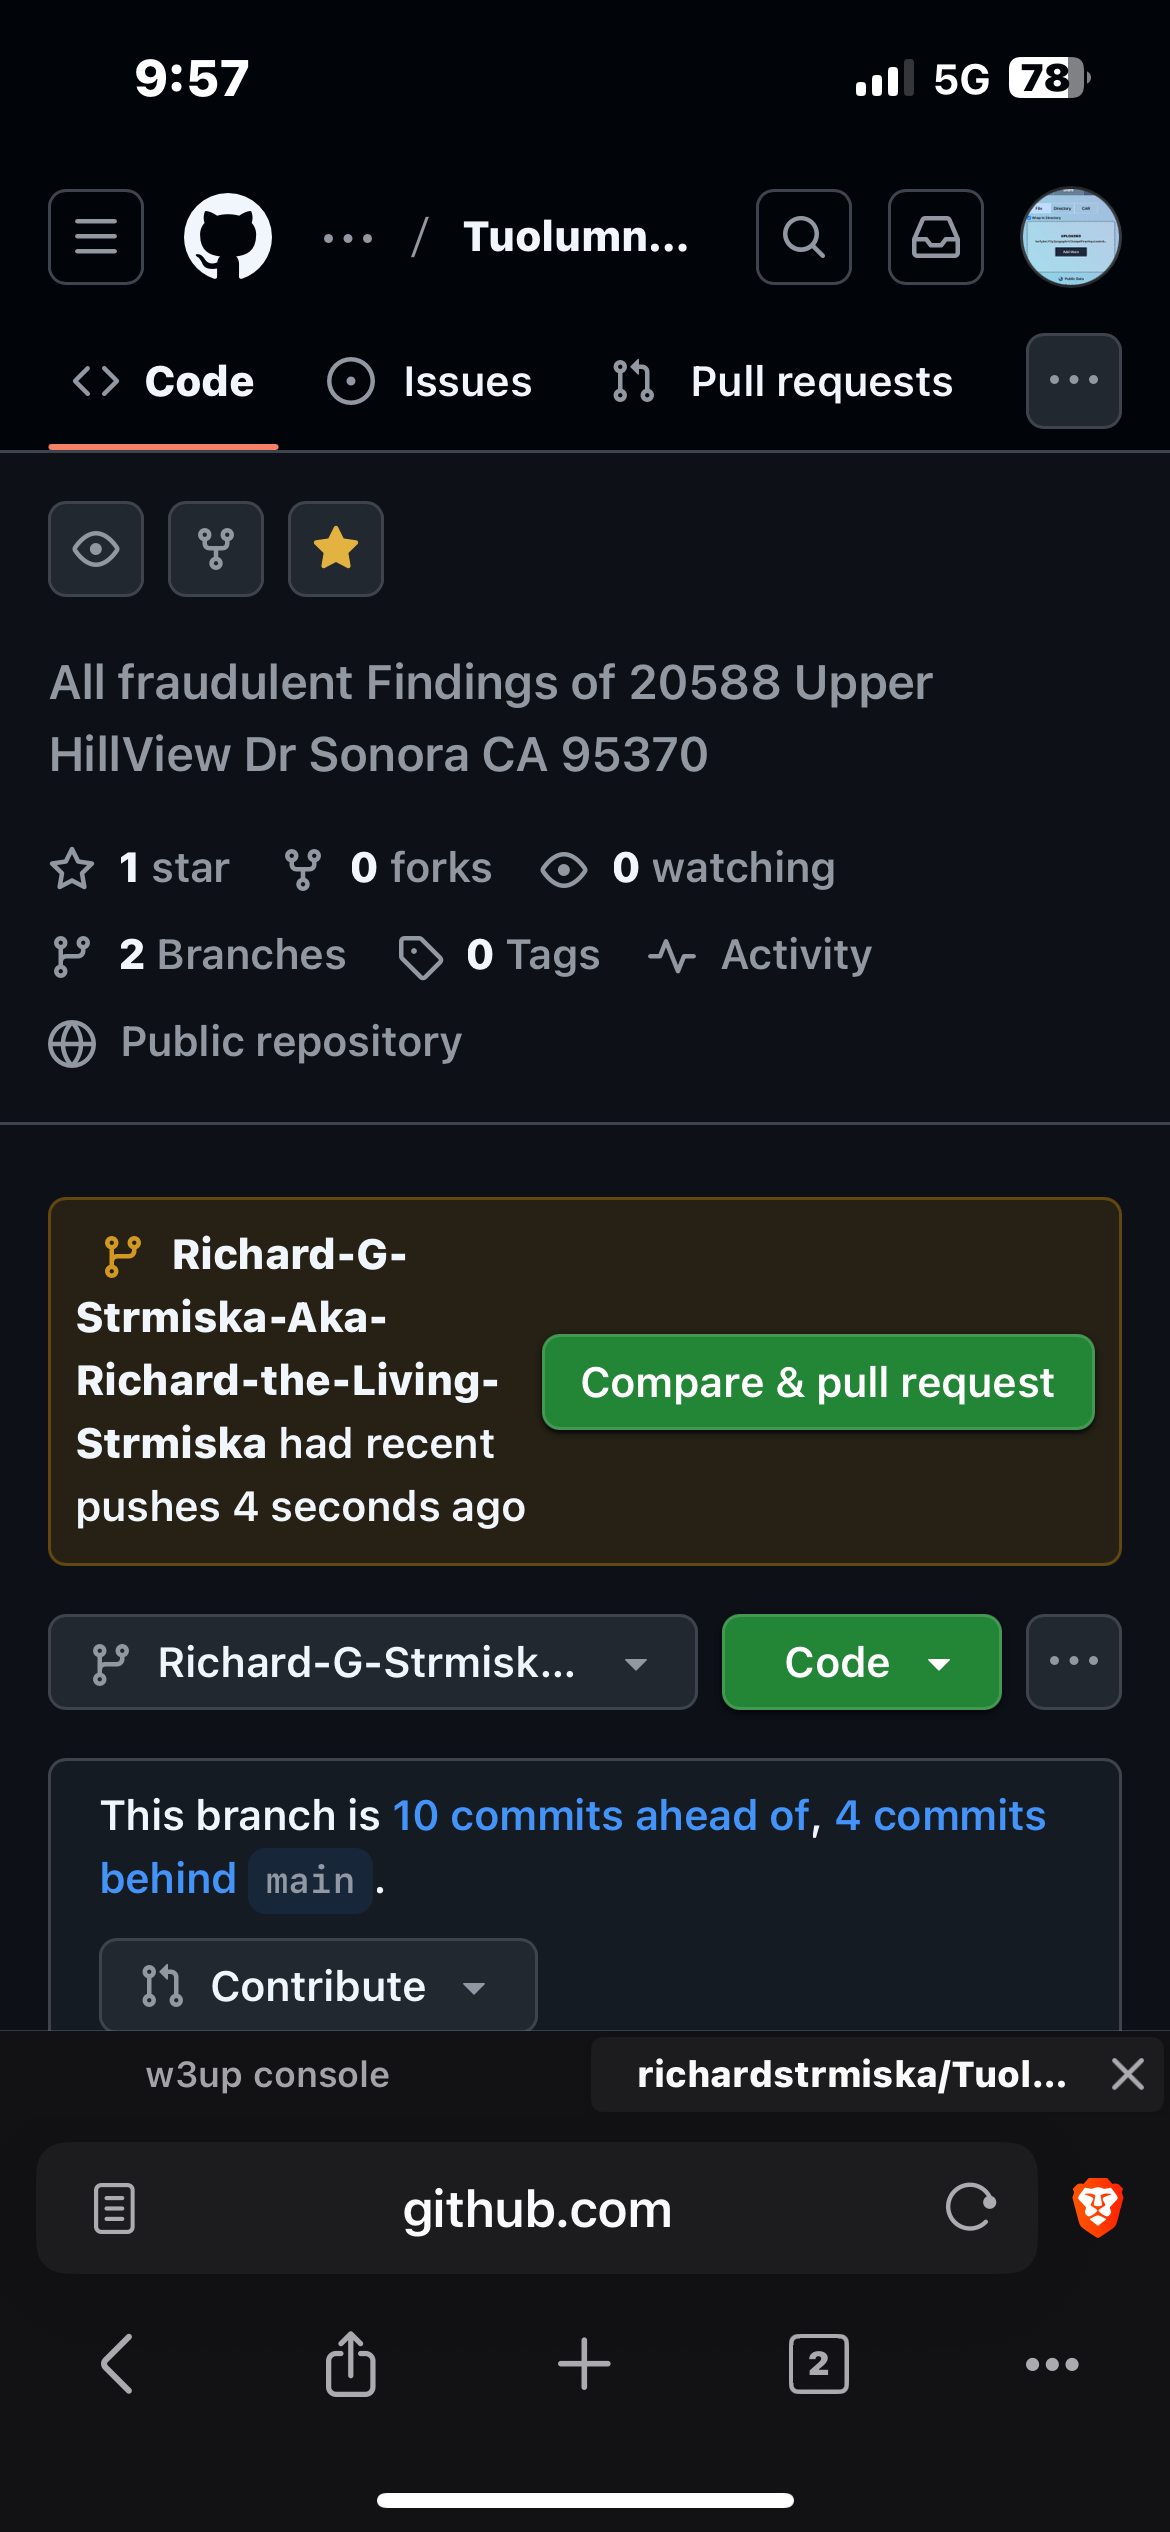 9:57
5G
78
/ Tuolumn...
Code
Issues
Pull requests
All fraudulent Findings of 20588 Upper
HillView Dr Sonora CA 95370
1 star
0 forks
0 watching
2 Branches
0 Tags
Activity
Public repository
Richard-G-
Strmiska-Aka-
Richard-the-Living-
Strmiska had recent
pushes 4 seconds ago
Compare & pull request
Richard-G-Strmisk...
Code
This branch is 10 commits ahead of, 4 commits
behind main.
Contribute
w3up console
richardstrmiska/Tuol...
github.com
2